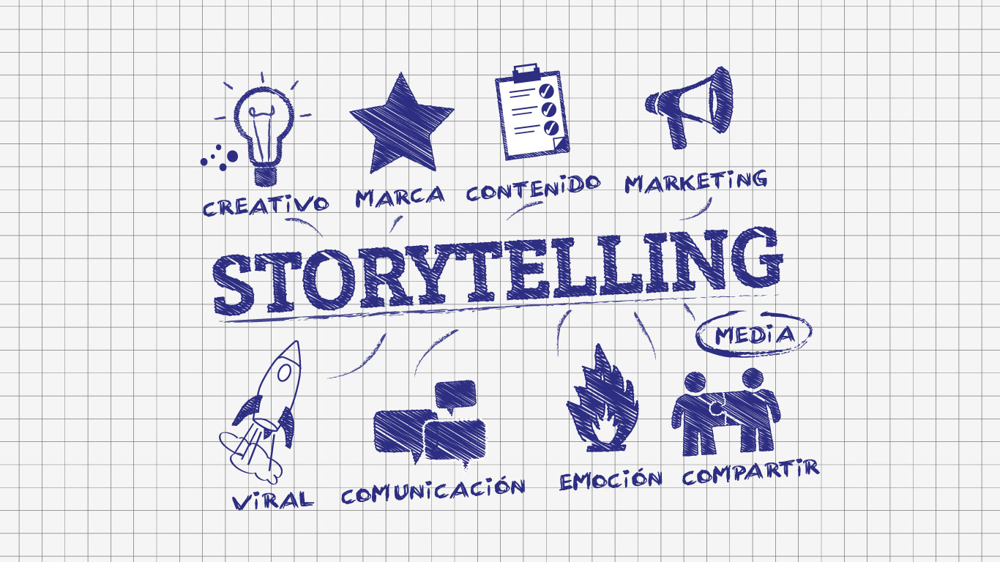 CREATiVO MARCA CONTENiDO MARKETiNG
STORYTELLING
MEDiA
ViRAL COMUNiCACiÓN EMOCiÓN COMPARTiR